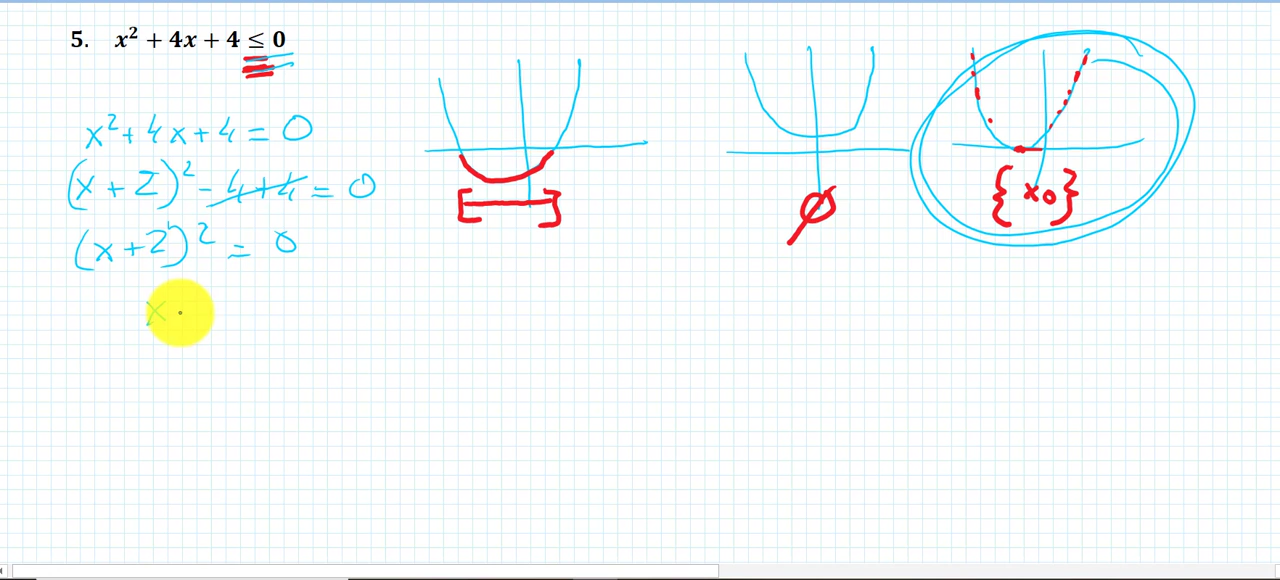 5. x² + 4x + 4 ≤ 0
x² + 4x + 4 = 0
(x + 2)² - 4 + 4 = 0
(x + 2)² = 0
x
[ ]
∅
{ x₀ }